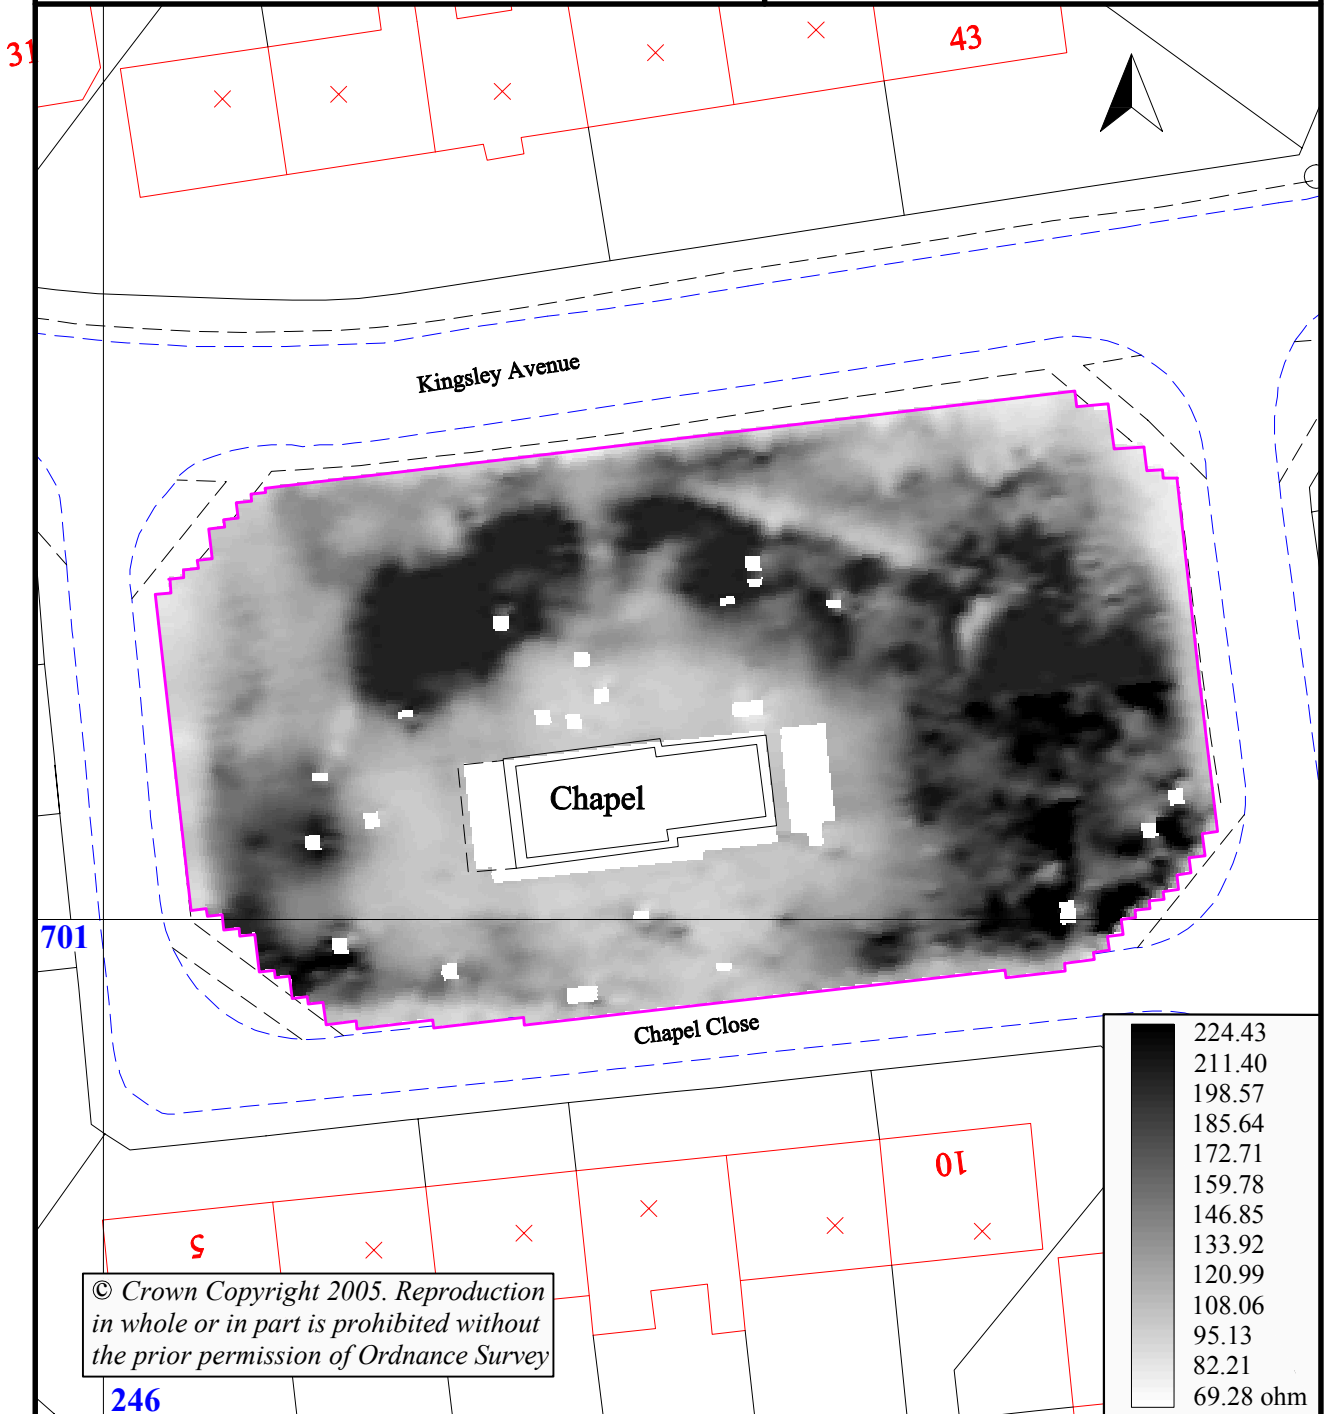 31
43
Kingsley Avenue
Chapel
701
Chapel Close
224.43
211.40
198.57
185.64
172.71
159.78
146.85
133.92
120.99
108.06
95.13
82.21
69.28 ohm
10
5
© Crown Copyright 2005. Reproduction
in whole or in part is prohibited without
the prior permission of Ordnance Survey
246